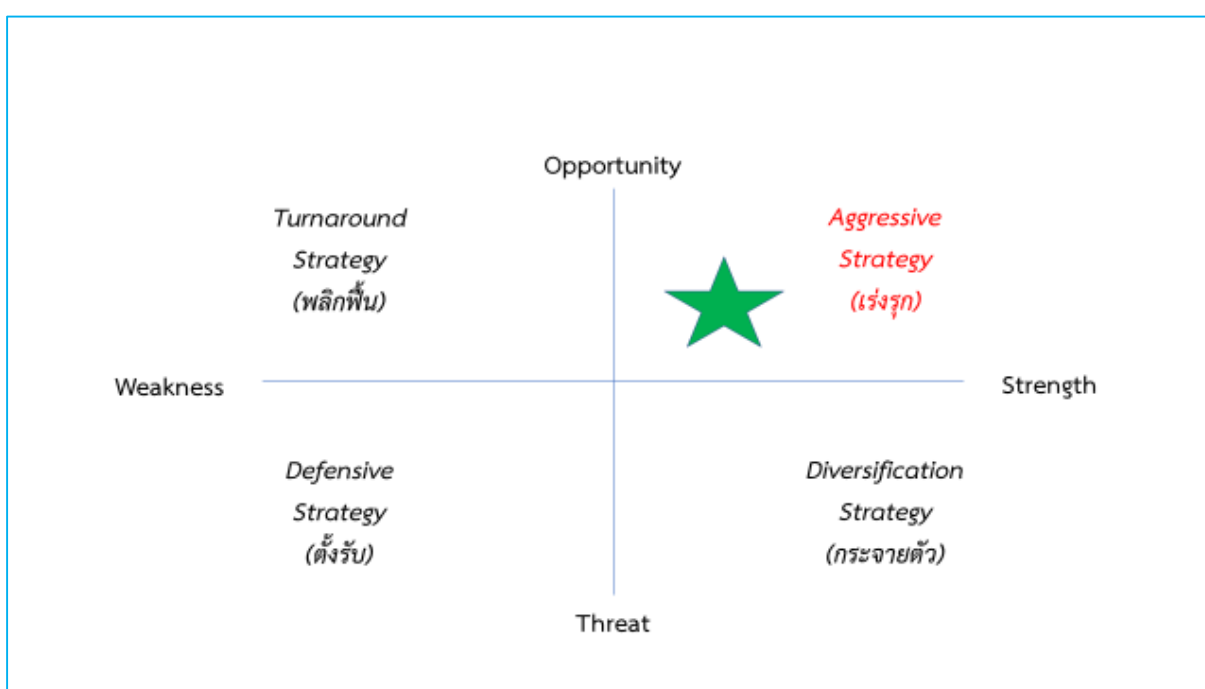 Opportunity
Turnaround
Strategy
(พลิกฟื้น)
Aggressive
Strategy
(เร่งรุก)
Weakness
Strength
Defensive
Strategy
(ตั้งรับ)
Diversification
Strategy
(กระจายตัว)
Threat